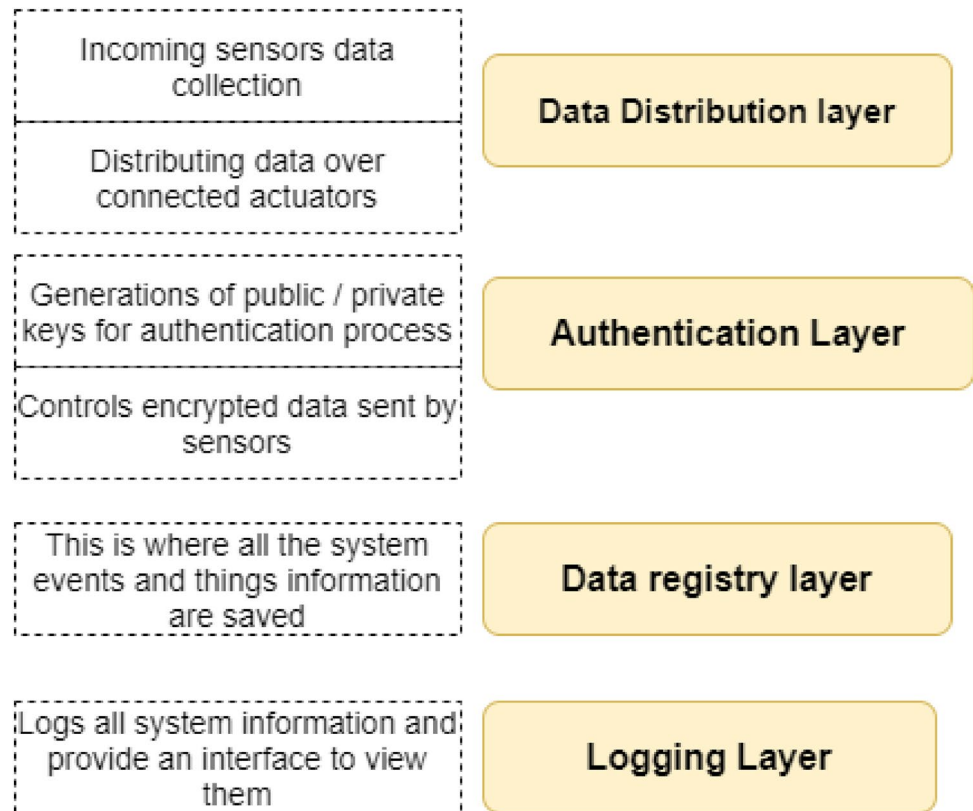 Incoming sensors data
collection
Data Distribution layer
Distributing data over
connected actuators
Generations of public / private
keys for authentication process
Authentication Layer
Controls encrypted data sent by
sensors
This is where all the system
events and things information
are saved
Data registry layer
Logs all system information and
provide an interface to view
them
Logging Layer